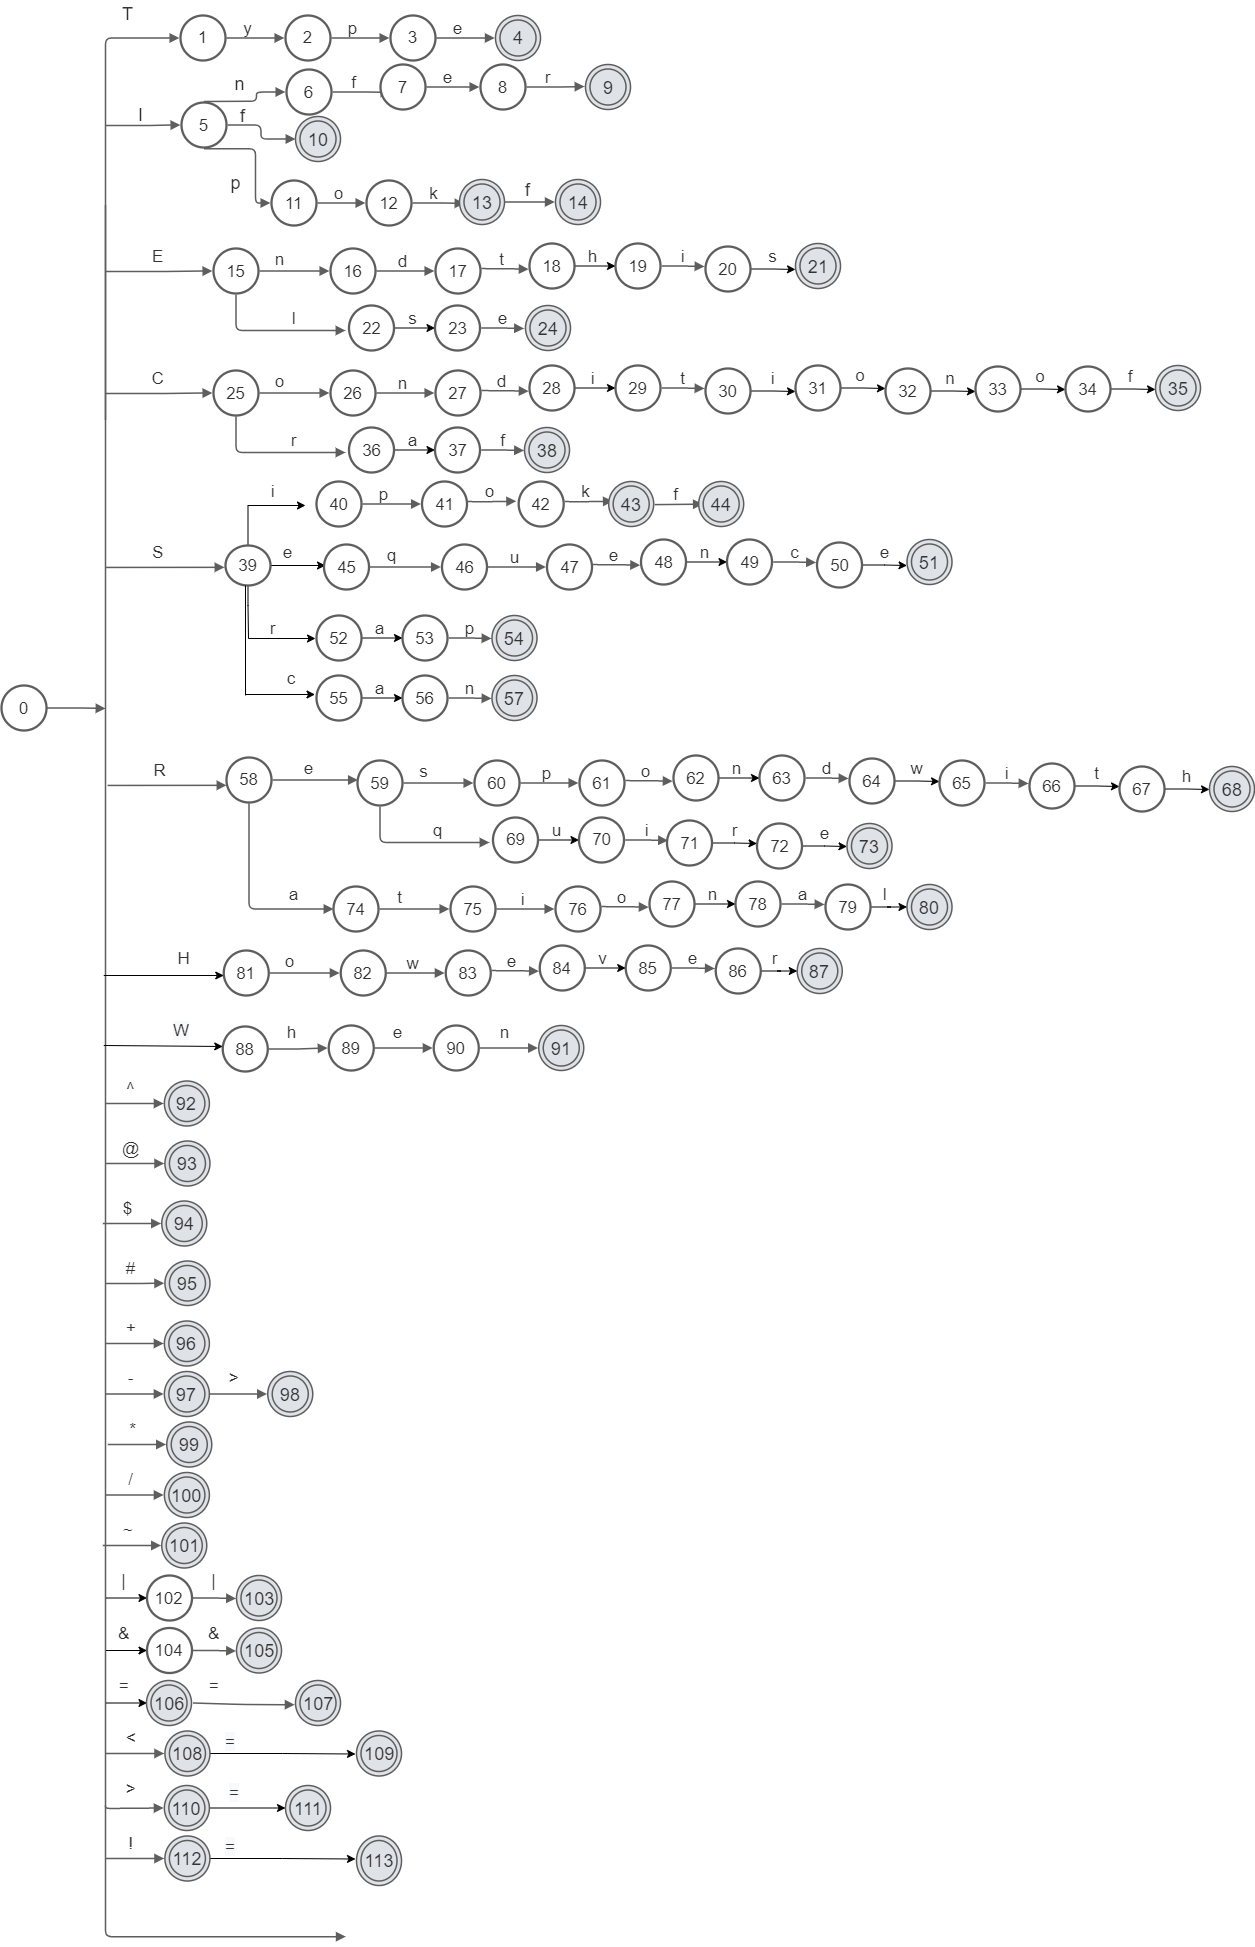 T
1 y 2 p 3 e 4
n 6 f 7 e 8 r 9
I 5 f 10
p 11 o 12 k 13 f 14
E 15 n 16 d 17 t 18 h 19 i 20 s 21
l 22 s 23 e 24
C 25 o 26 n 27 d 28 i 29 t 30 i 31 o 32 n 33 o 34 f 35
r 36 a 37 f 38
i 40 p 41 o 42 k 43 f 44
S 39 e 45 q 46 u 47 e 48 n 49 c 50 e 51
r 52 a 53 p 54
c 55 a 56 n 57
0
R 58 e 59 s 60 p 61 o 62 n 63 d 64 w 65 i 66 t 67 h 68
q 69 u 70 i 71 r 72 e 73
a 74 t 75 i 76 o 77 n 78 a 79 l 80
H 81 o 82 w 83 e 84 v 85 e 86 r 87
W 88 h 89 e 90 n 91
^ 92
@ 93
$ 94
# 95
+ 96
- 97 > 98
* 99
/ 100
~ 101
| 102 | 103
& 104 & 105
= 106 = 107
< 108 = 109
> 110 = 111
! 112 = 113